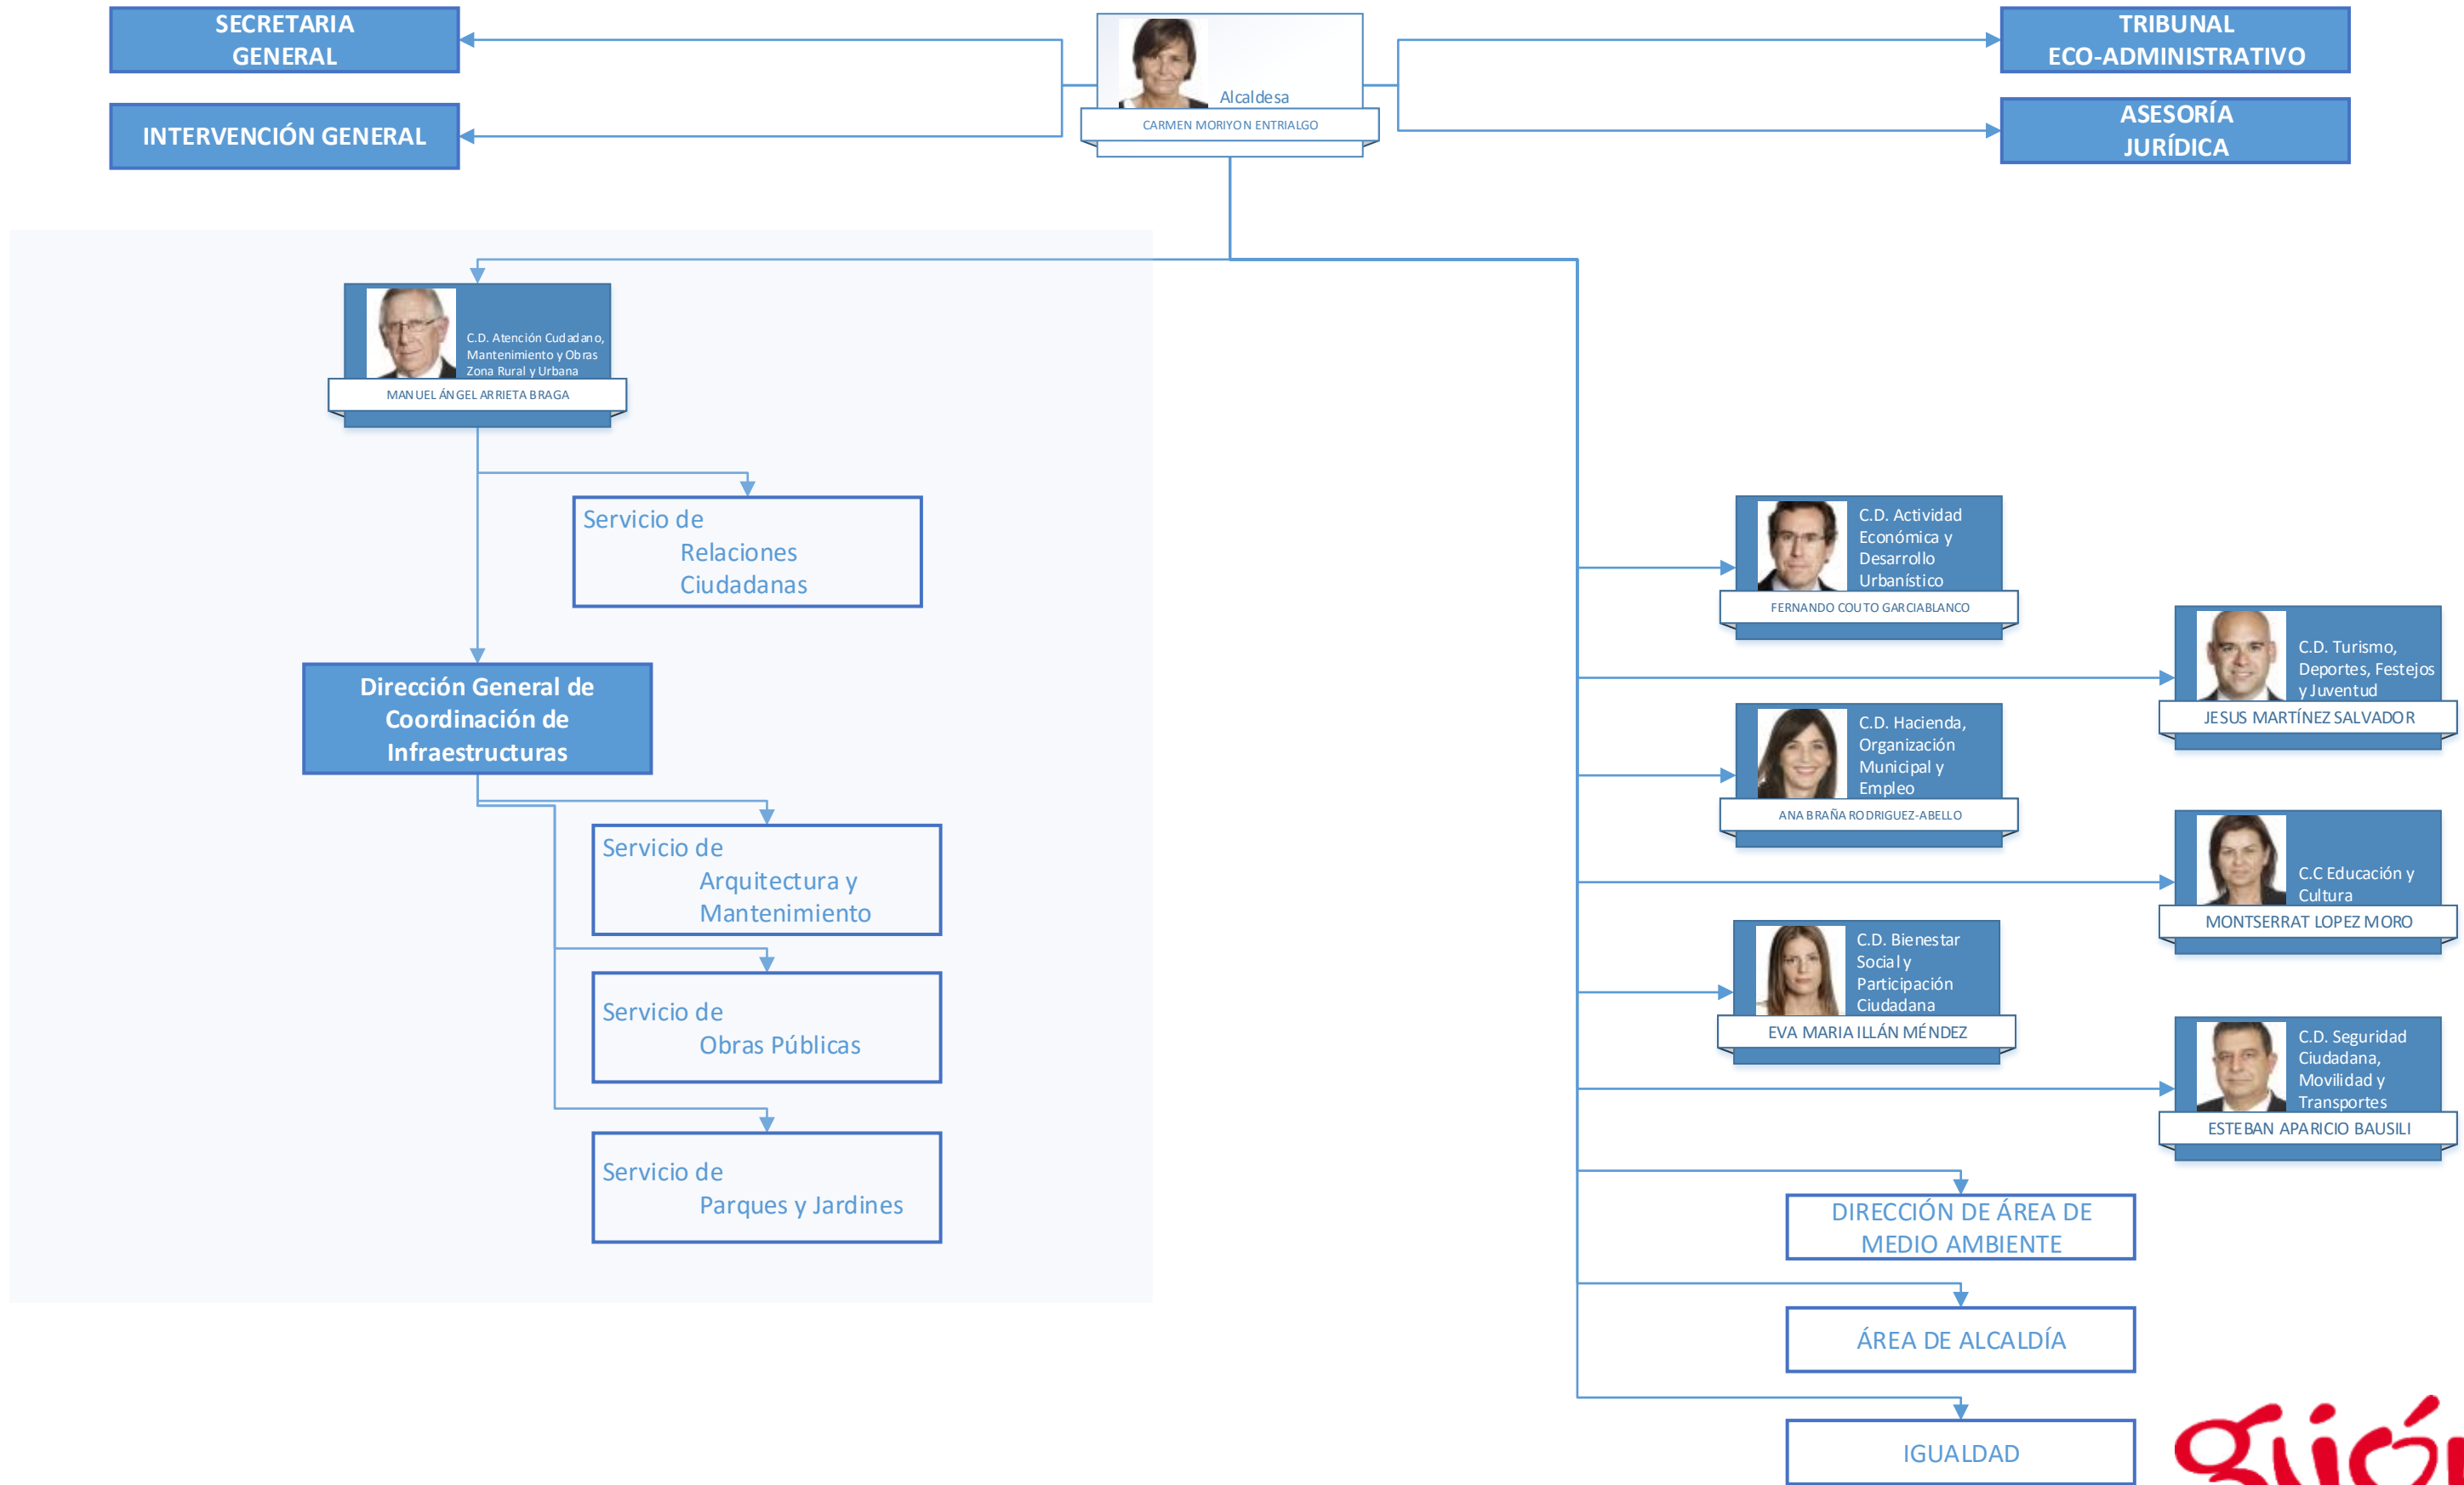 SECRETARIA
GENERAL
INTERVENCIÓN GENERAL
Alcaldesa
CARMEN MORIYON ENTRIALGO
TRIBUNAL
ECO-ADMINISTRATIVO
ASESORÍA
JURÍDICA
C.D. Atención Cudadano,
Mantenimiento y Obras
Zona Rural y Urbana
MANUEL ÁNGEL ARRIETA BRAGA
Servicio de
Relaciones
Ciudadanas
Dirección General de
Coordinación de
Infraestructuras
Servicio de
Arquitectura y
Mantenimiento
Servicio de
Obras Públicas
Servicio de
Parques y Jardines
C.D. Actividad
Económica y
Desarrollo
Urbanístico
FERNANDO COUTO GARCIABLANCO
C.D. Turismo,
Deportes, Festejos
y Juventud
JESUS MARTÍNEZ SALVADOR
C.D. Hacienda,
Organización
Municipal y
Empleo
ANA BRAÑA RODRIGUEZ-ABELLO
C.C Educación y
Cultura
MONTSERRAT LOPEZ MORO
C.D. Bienestar
Social y
Participación
Ciudadana
EVA MARIA ILLÁN MÉNDEZ
C.D. Seguridad
Ciudadana,
Movilidad y
Transportes
ESTEBAN APARICIO BAUSILI
DIRECCIÓN DE ÁREA DE
MEDIO AMBIENTE
ÁREA DE ALCALDÍA
IGUALDAD
gijón